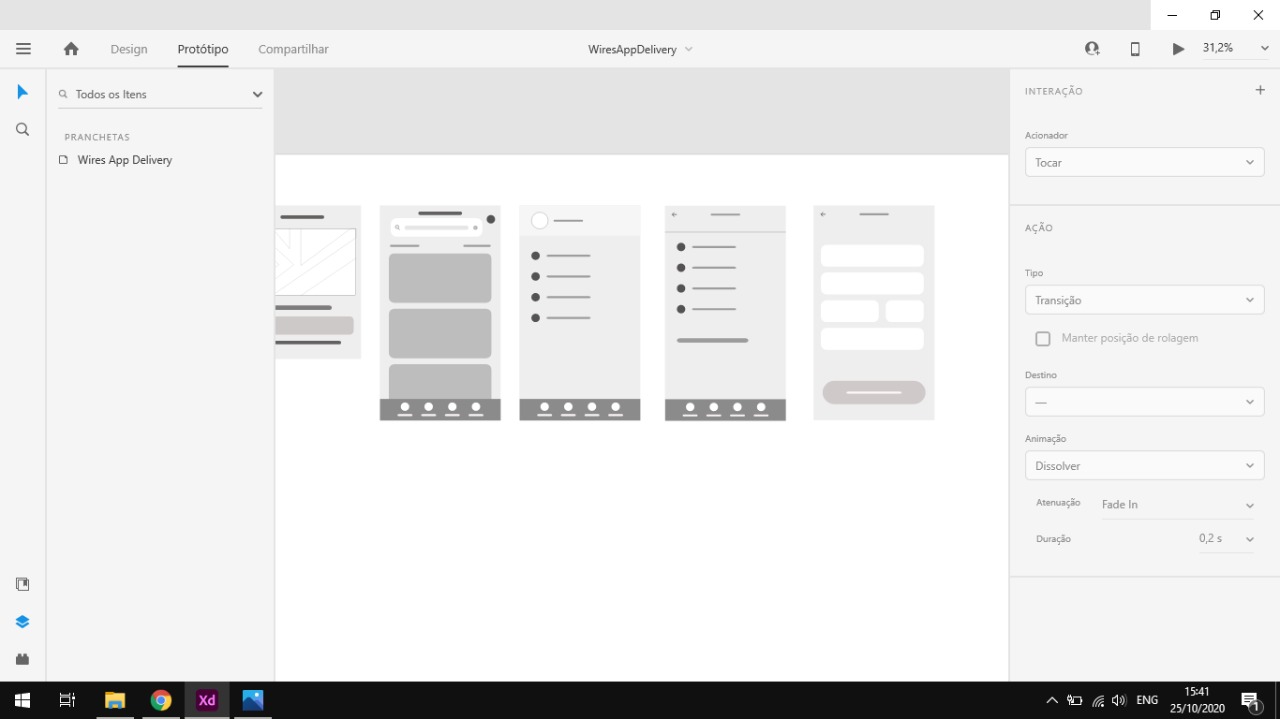 Design
Protótipo
Compartilhar
WiresAppDelivery
31,2%
Todos os Itens
PRANCHETAS
Wires App Delivery
INTERAÇÃO
Acionador
Tocar
AÇÃO
Tipo
Transição
Manter posição de rolagem
Destino
—
Animação
Dissolver
Atenuação Fade In
Duração 0,2 s
Xd
ENG
15:41
25/10/2020
1